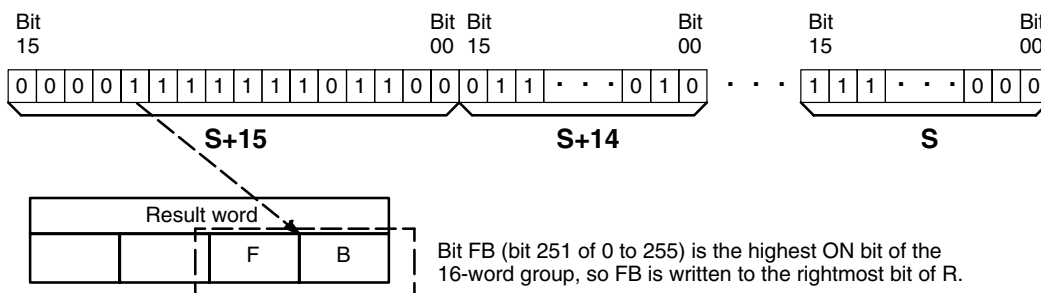 Bit Bit Bit Bit Bit Bit
15 00 15 00 15 00
0 0 0 0 1 1 1 1 1 1 1 1 0 1 1 0 0 0 1 1 · · · 0 1 0 · · · 1 1 1 · · · 0 0 0
S+15 S+14 S
Result word
F B
Bit FB (bit 251 of 0 to 255) is the highest ON bit of the
16-word group, so FB is written to the rightmost bit of R.